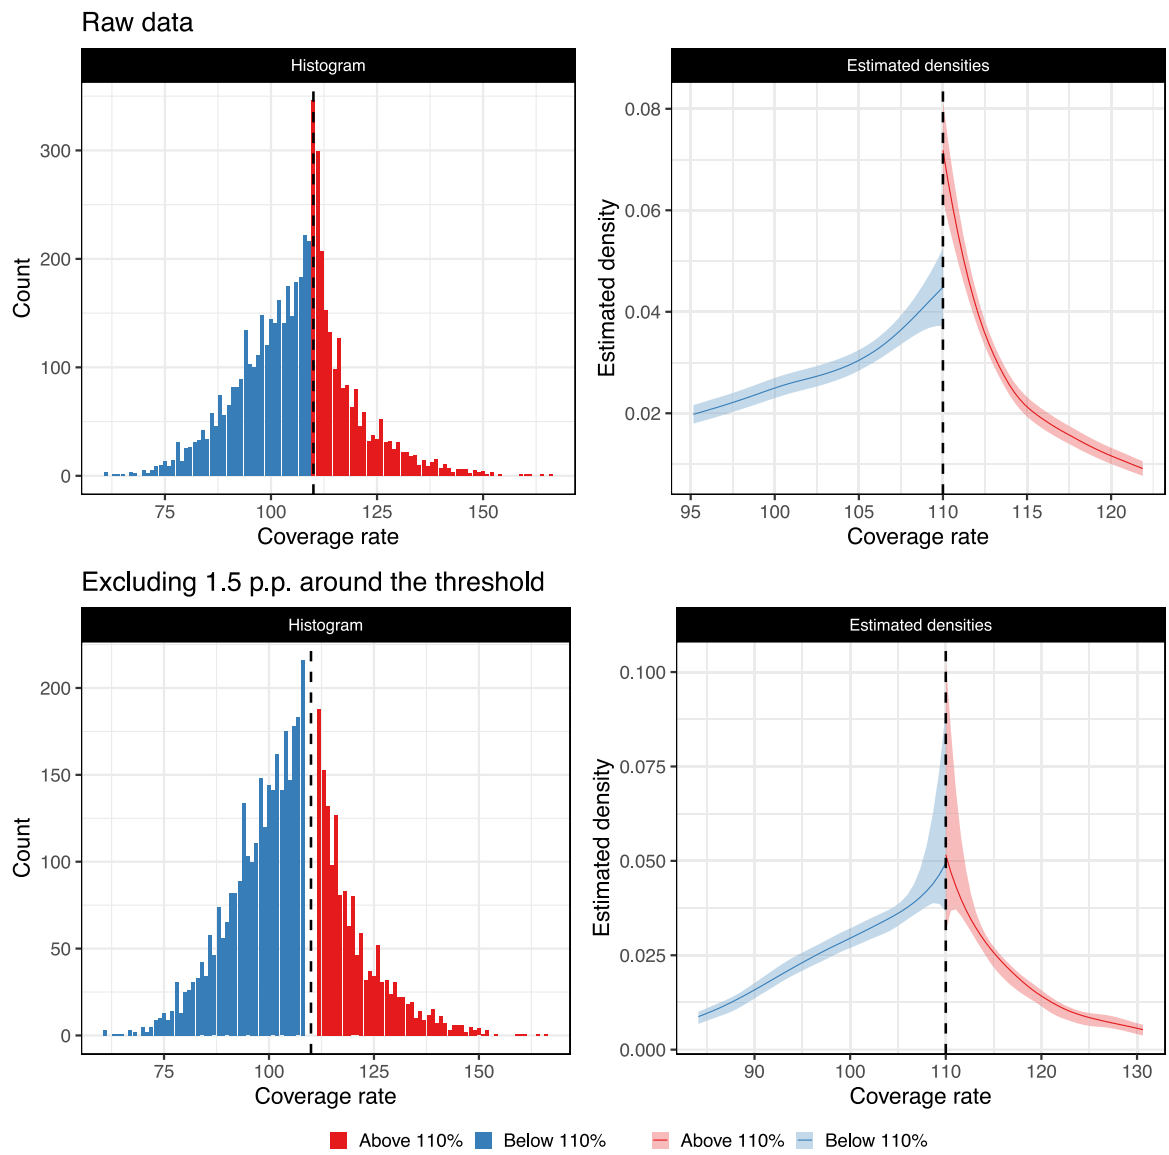 Raw data
Histogram
Estimated densities
Count
300
200
100
0
75 100 125 150
Coverage rate
Estimated density
0.08
0.06
0.04
0.02
95 100 105 110 115 120
Coverage rate
Excluding 1.5 p.p. around the threshold
Histogram
Estimated densities
Count
200
150
100
50
0
75 100 125 150
Coverage rate
Estimated density
0.100
0.075
0.050
0.025
0.000
90 100 110 120 130
Coverage rate
Above 110% Below 110% Above 110% Below 110%